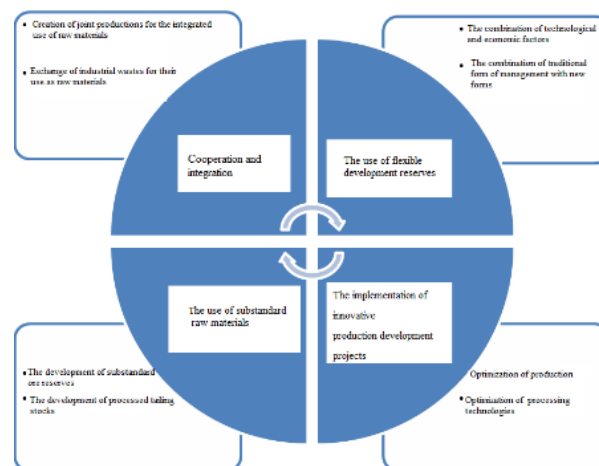 • Creation of joint productions for the integrated
use of raw materials
• Exchange of industrial wastes for their
use as raw materials
• The combination of technological
and economic factors
• The combination of traditional
form of management with new
forms
Cooperation and
integration
The use of flexible
development reserves
The use of substandard
raw materials
The implementation of
innovative
production development
projects
• The development of substandard
ore reserves
• The development of processed tailing
stocks
Optimization of production
• Optimization of processing
technologies